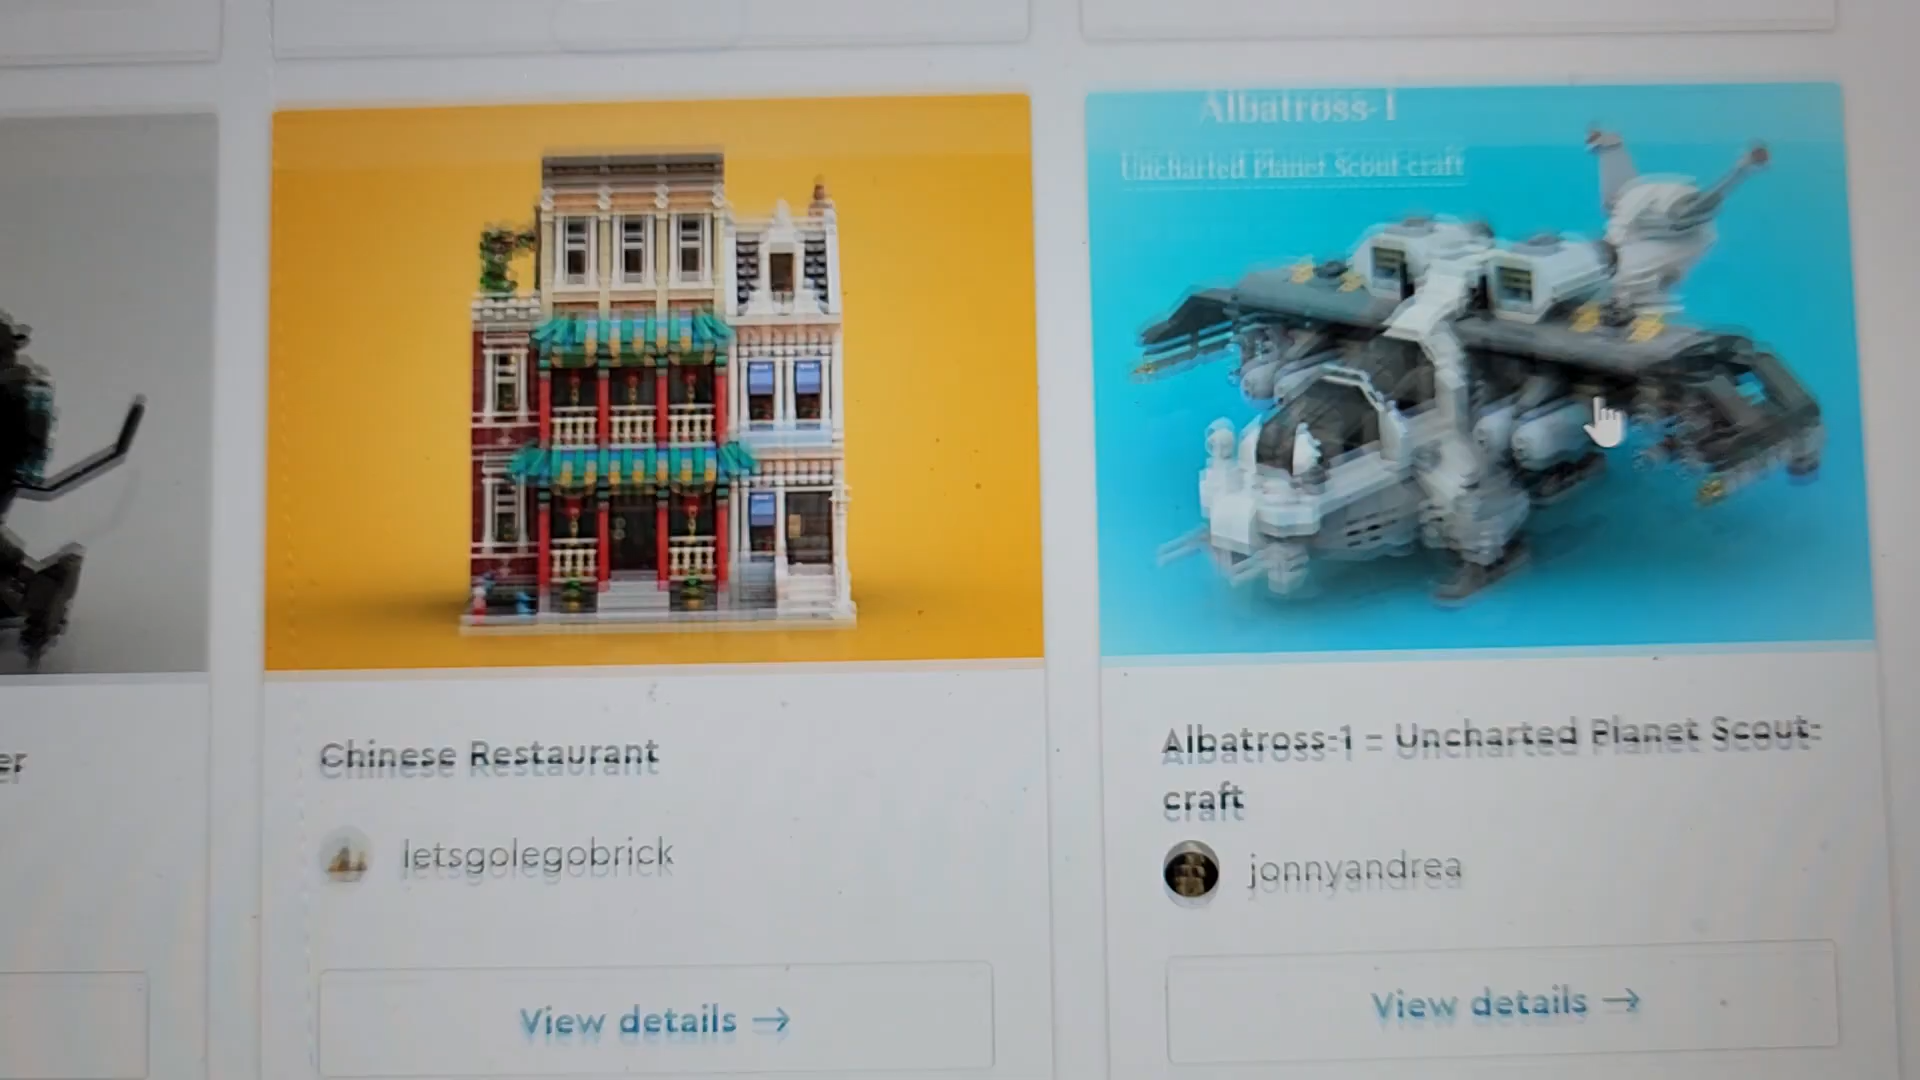 Albatross-1
Uncharted Planet Scout-craft
er
Chinese Restaurant
letsgolegobrick
View details →
Albatross-1 - Uncharted Planet Scout-
craft
jonnyandrea
View details →